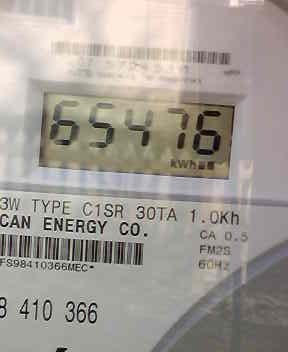 65476
kWh
3W TYPE C1SR 30TA 1.0Kh
CAN ENERGY CO.
CA 0.5
FM2S
FS98410366MEC*
60HZ
8 410 366